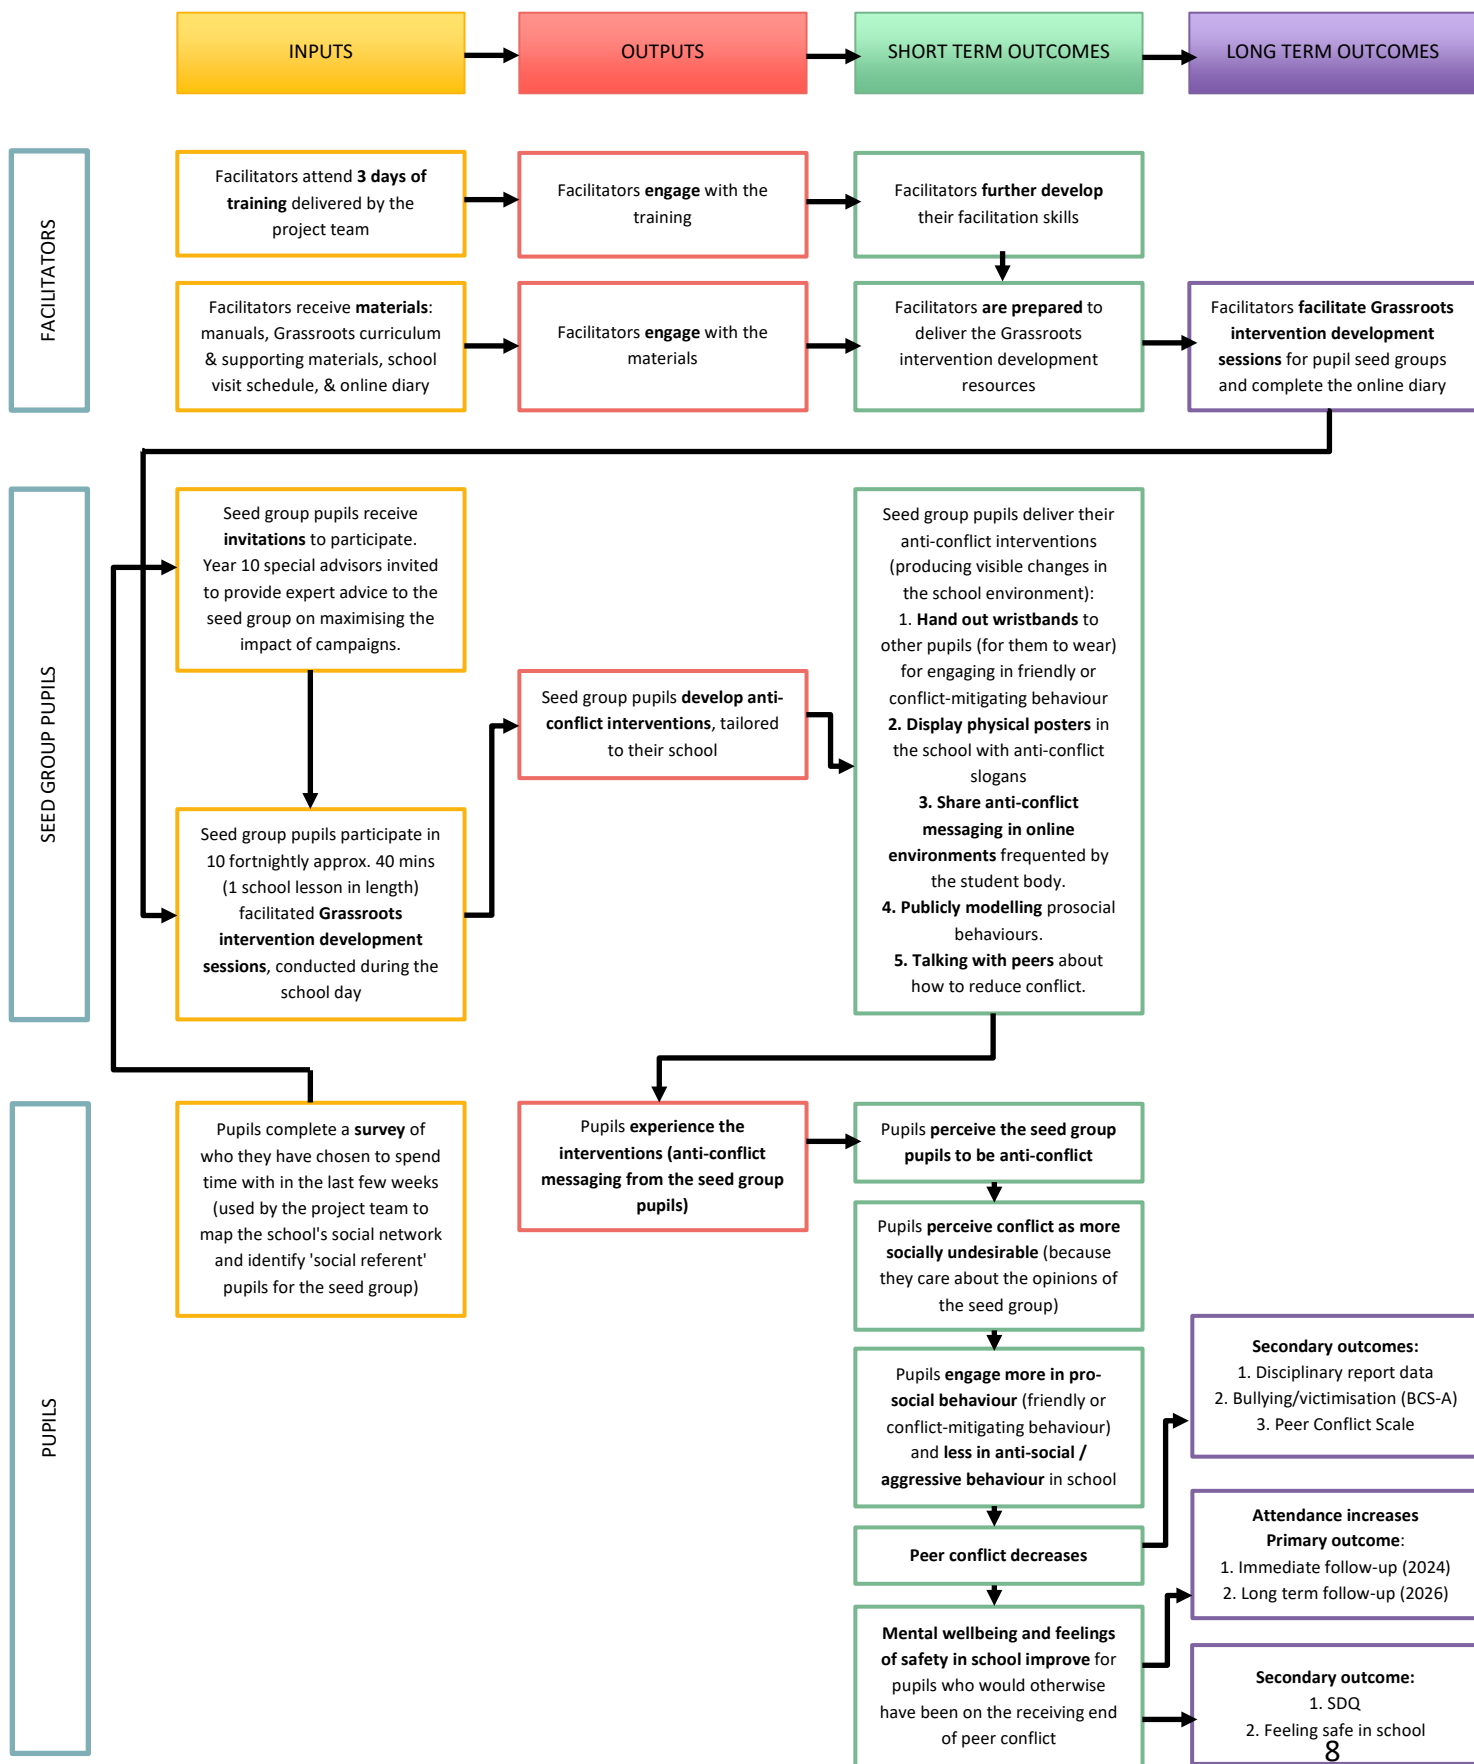 INPUTS
OUTPUTS
SHORT TERM OUTCOMES
LONG TERM OUTCOMES
FACILITATORS
Facilitators attend 3 days of
training delivered by the
project team
Facilitators engage with the
training
Facilitators further develop
their facilitation skills
Facilitators receive materials:
manuals, Grassroots curriculum
& supporting materials, school
visit schedule, & online diary
Facilitators engage with the
materials
Facilitators are prepared to
deliver the Grassroots
intervention development
resources
Facilitators facilitate Grassroots
intervention development
sessions for pupil seed groups
and complete the online diary
SEED GROUP PUPILS
Seed group pupils receive
invitations to participate.
Year 10 special advisors invited
to provide expert advice to the
seed group on maximising the
impact of campaigns.
Seed group pupils participate in
10 fortnightly approx. 40 mins
(1 school lesson in length)
facilitated Grassroots
intervention development
sessions, conducted during the
school day
Seed group pupils develop anti-
conflict interventions, tailored
to their school
Seed group pupils deliver their
anti-conflict interventions
(producing visible changes in
the school environment):
1. Hand out wristbands to
other pupils (for them to wear)
for engaging in friendly or
conflict-mitigating behaviour
2. Display physical posters in
the school with anti-conflict
slogans
3. Share anti-conflict
messaging in online
environments frequented by
the student body.
4. Publicly modelling prosocial
behaviours.
5. Talking with peers about
how to reduce conflict.
PUPILS
Pupils complete a survey of
who they have chosen to spend
time with in the last few weeks
(used by the project team to
map the school's social network
and identify 'social referent'
pupils for the seed group)
Pupils experience the
interventions (anti-conflict
messaging from the seed group
pupils)
Pupils perceive the seed group
pupils to be anti-conflict
Pupils perceive conflict as more
socially undesirable (because
they care about the opinions of
the seed group)
Pupils engage more in pro-
social behaviour (friendly or
conflict-mitigating behaviour)
and less in anti-social /
aggressive behaviour in school
Peer conflict decreases
Mental wellbeing and feelings
of safety in school improve for
pupils who would otherwise
have been on the receiving end
of peer conflict
Secondary outcomes:
1. Disciplinary report data
2. Bullying/victimisation (BCS-A)
3. Peer Conflict Scale
Attendance increases
Primary outcome:
1. Immediate follow-up (2024)
2. Long term follow-up (2026)
Secondary outcome:
1. SDQ
2. Feeling safe in school
8